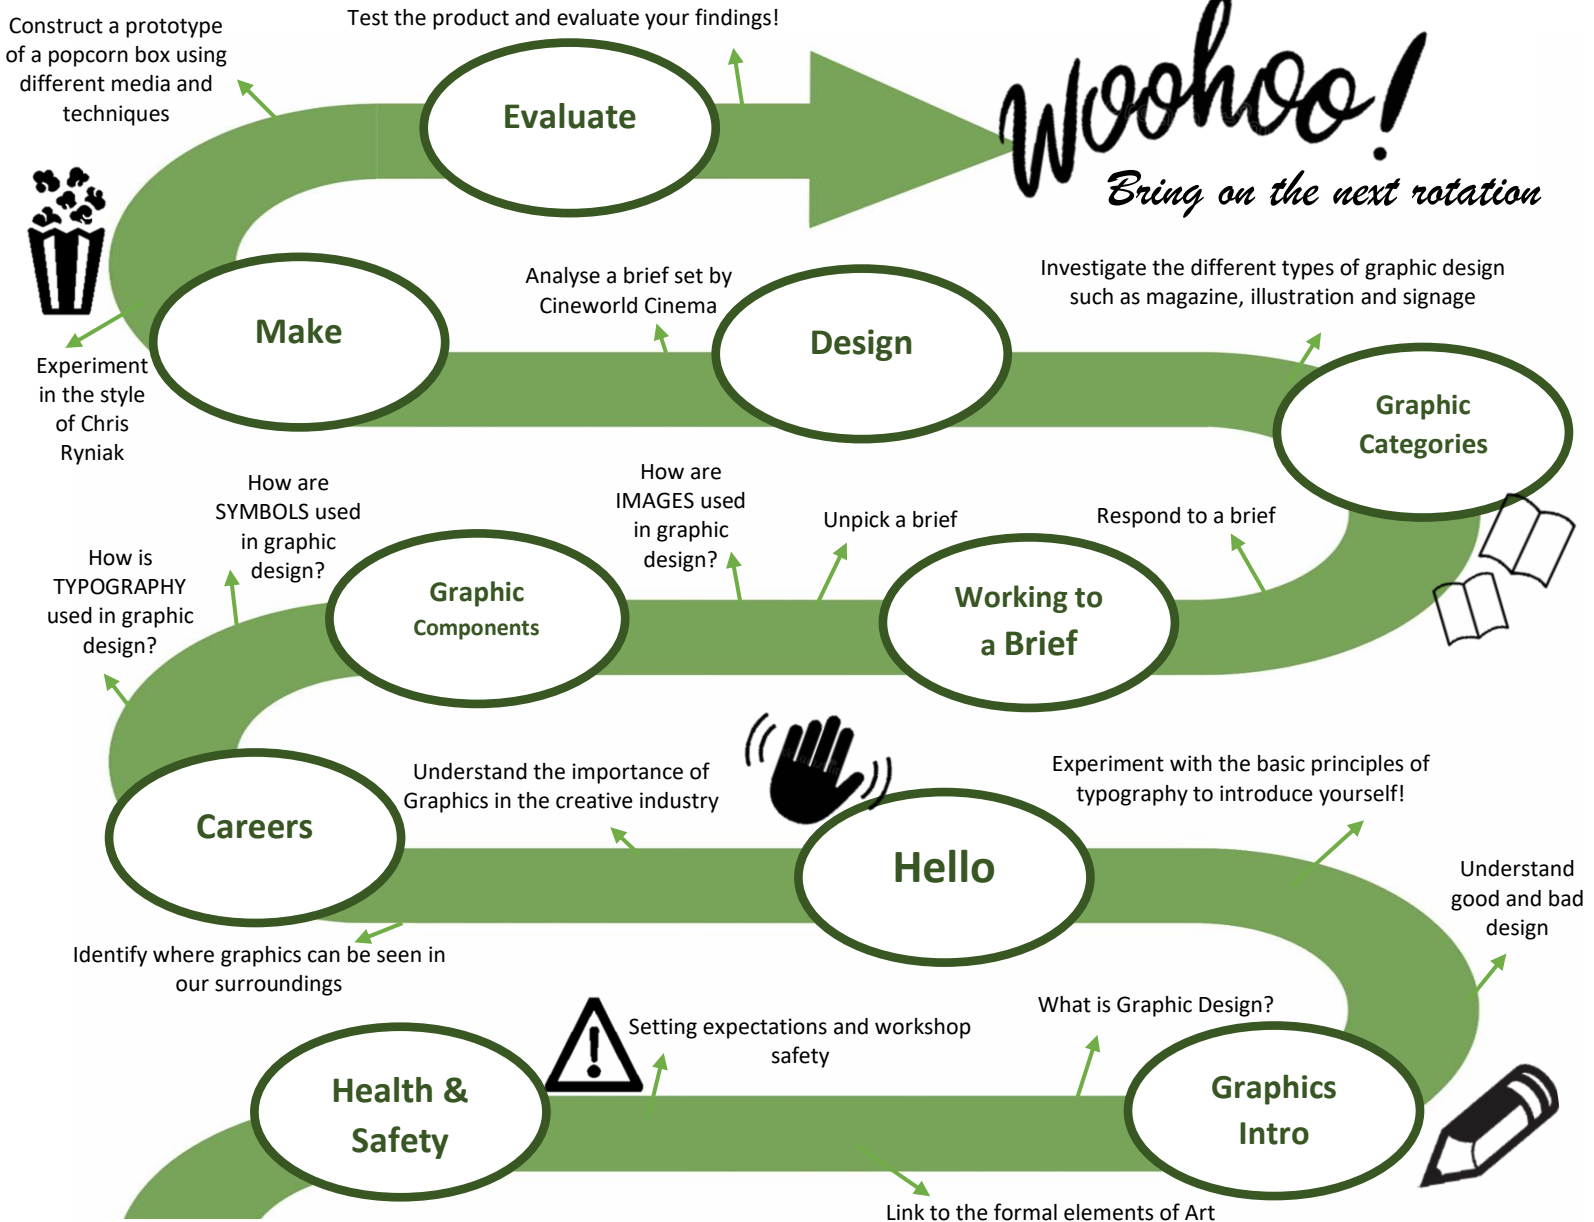 Construct a prototype
of a popcorn box using
different media and
techniques
Test the product and evaluate your findings!
Evaluate
Woohoo!
Bring on the next rotation
Make
Experiment
in the style
of Chris
Ryniak
Analyse a brief set by
Cineworld Cinema
Design
Investigate the different types of graphic design
such as magazine, illustration and signage
Graphic
Categories
How is
TYPOGRAPHY
used in graphic
design?
How are
SYMBOLS used
in graphic
design?
Graphic
Components
How are
IMAGES used
in graphic
design?
Unpick a brief
Working to
a Brief
Respond to a brief
Careers
Understand the importance of
Graphics in the creative industry
Hello
Experiment with the basic principles of
typography to introduce yourself!
Understand
good and bad
design
Identify where graphics can be seen in
our surroundings
Health &
Safety
Setting expectations and workshop
safety
What is Graphic Design?
Graphics
Intro
Link to the formal elements of Art